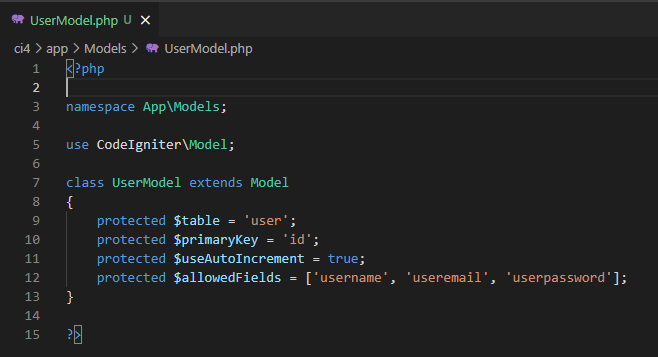 UserModel.php U ×
ci4 > app > Models > UserModel.php
1 <?php
2
3 namespace App\Models;
4
5 use CodeIgniter\Model;
6
7 class UserModel extends Model
8 {
9     protected $table = 'user';
10     protected $primaryKey = 'id';
11     protected $useAutoIncrement = true;
12     protected $allowedFields = ['username', 'useremail', 'userpassword'];
13 }
14
15 ?>